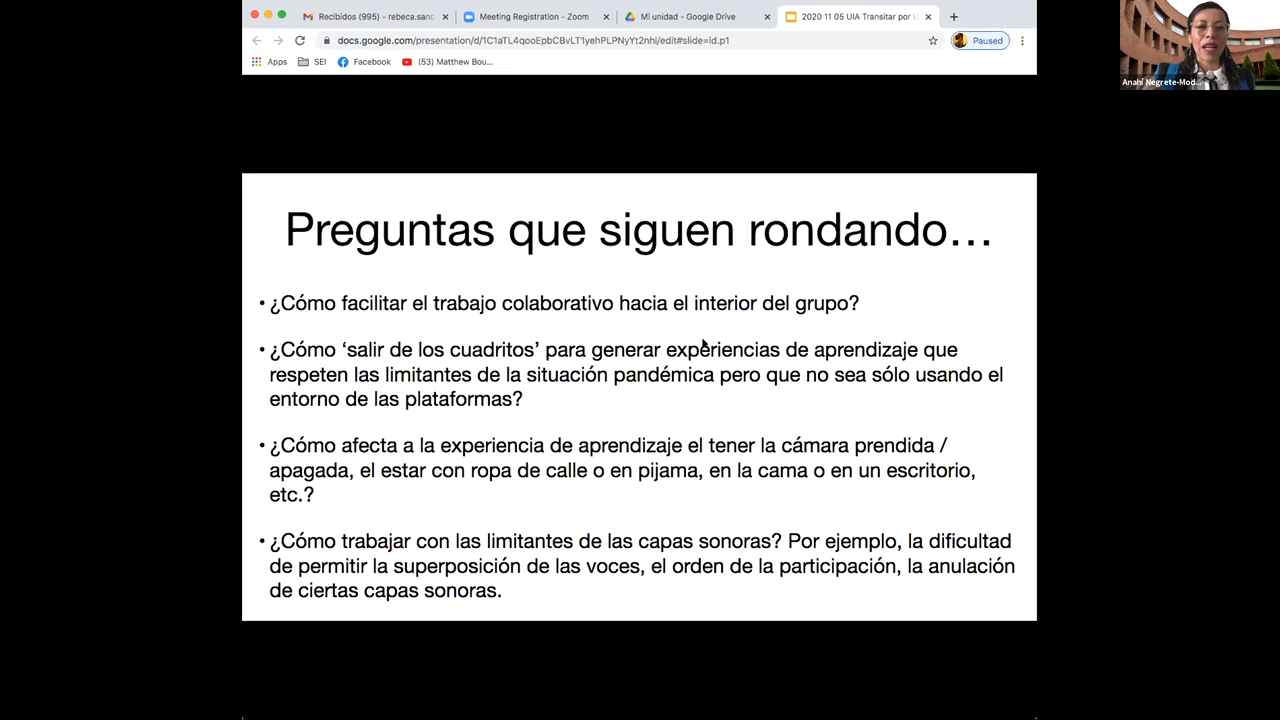 Recibidos (995) - rebeca.sanc
Meeting Registration - Zoom
Mi unidad - Google Drive
2020 11 05 UIA Transitar por l
docs.google.com/presentation/d/1C1aTL4qooEpbCBvLT1yehPLPNyYt2nhi/edit#slide=id.p1
Paused
Apps
SEI
Facebook
(53) Matthew Bou...
Anahí Negrete-Mod...
Preguntas que siguen rondando…
• ¿Cómo facilitar el trabajo colaborativo hacia el interior del grupo?
• ¿Cómo ‘salir de los cuadritos’ para generar experiencias de aprendizaje que
respeten las limitantes de la situación pandémica pero que no sea sólo usando el
entorno de las plataformas?
• ¿Cómo afecta a la experiencia de aprendizaje el tener la cámara prendida /
apagada, el estar con ropa de calle o en pijama, en la cama o en un escritorio,
etc.?
• ¿Cómo trabajar con las limitantes de las capas sonoras? Por ejemplo, la dificultad
de permitir la superposición de las voces, el orden de la participación, la anulación
de ciertas capas sonoras.